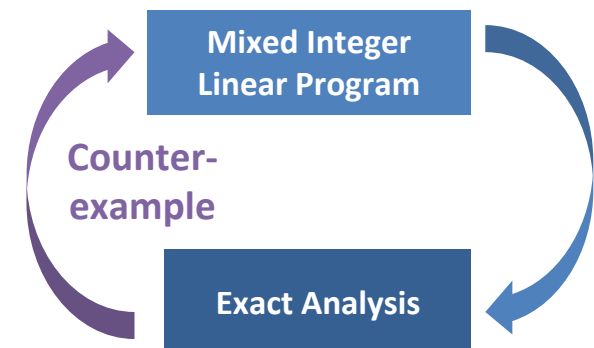 Mixed Integer
Linear Program
Counter-
example
Exact Analysis